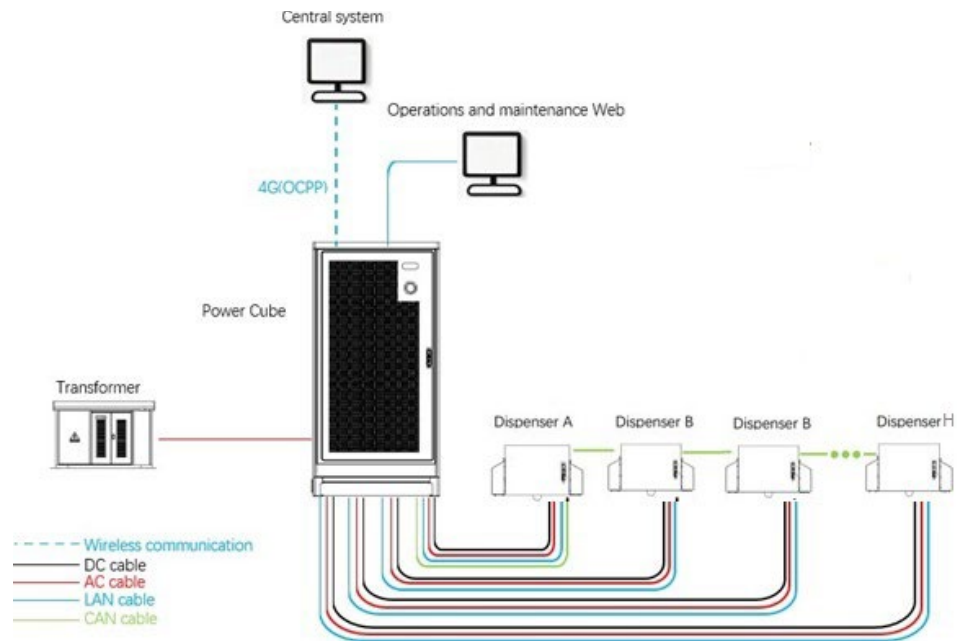 Central system
Operations and maintenance Web
4G(OCPP)
Power Cube
Transformer
Dispenser A
Dispenser B
Dispenser B
Dispenser H
Wireless communication
DC cable
AC cable
LAN cable
CAN cable